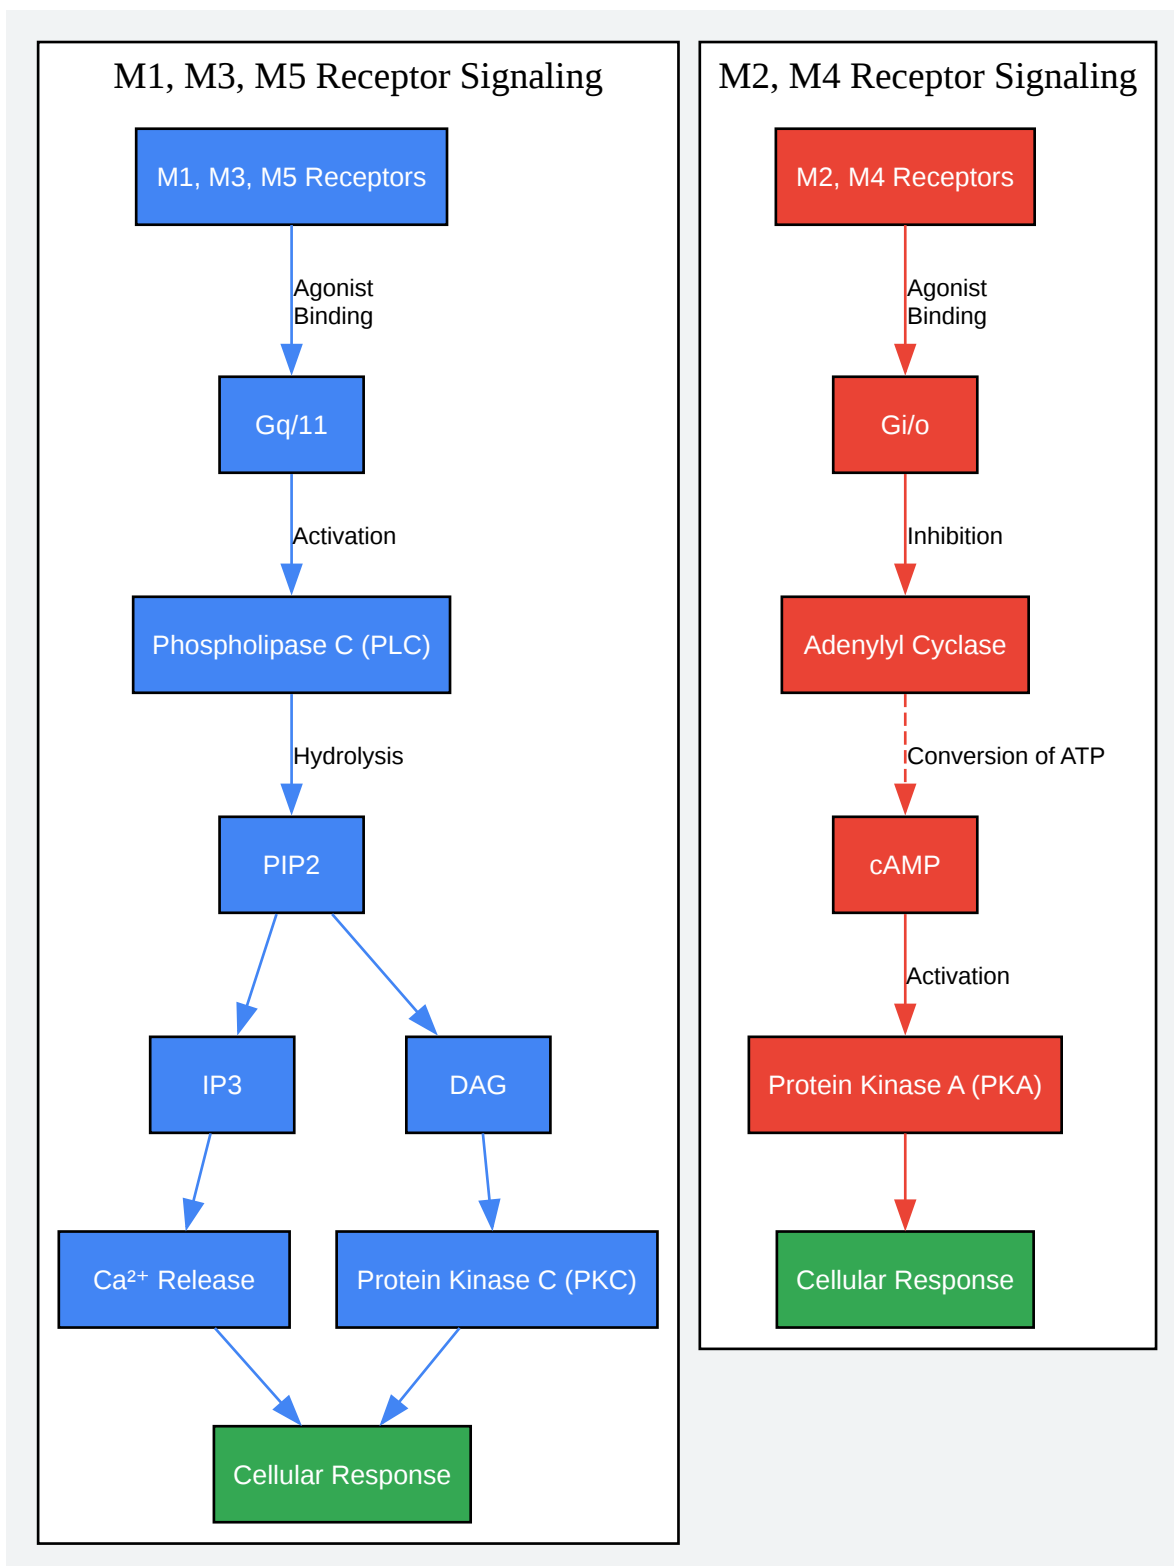 M1, M3, M5 Receptor Signaling
M1, M3, M5 Receptors
Agonist
Binding
Gq/11
Activation
Phospholipase C (PLC)
Hydrolysis
PIP2
IP3
DAG
Ca²⁺ Release
Protein Kinase C (PKC)
Cellular Response
M2, M4 Receptor Signaling
M2, M4 Receptors
Agonist
Binding
Gi/o
Inhibition
Adenylyl Cyclase
Conversion of ATP
cAMP
Activation
Protein Kinase A (PKA)
Cellular Response